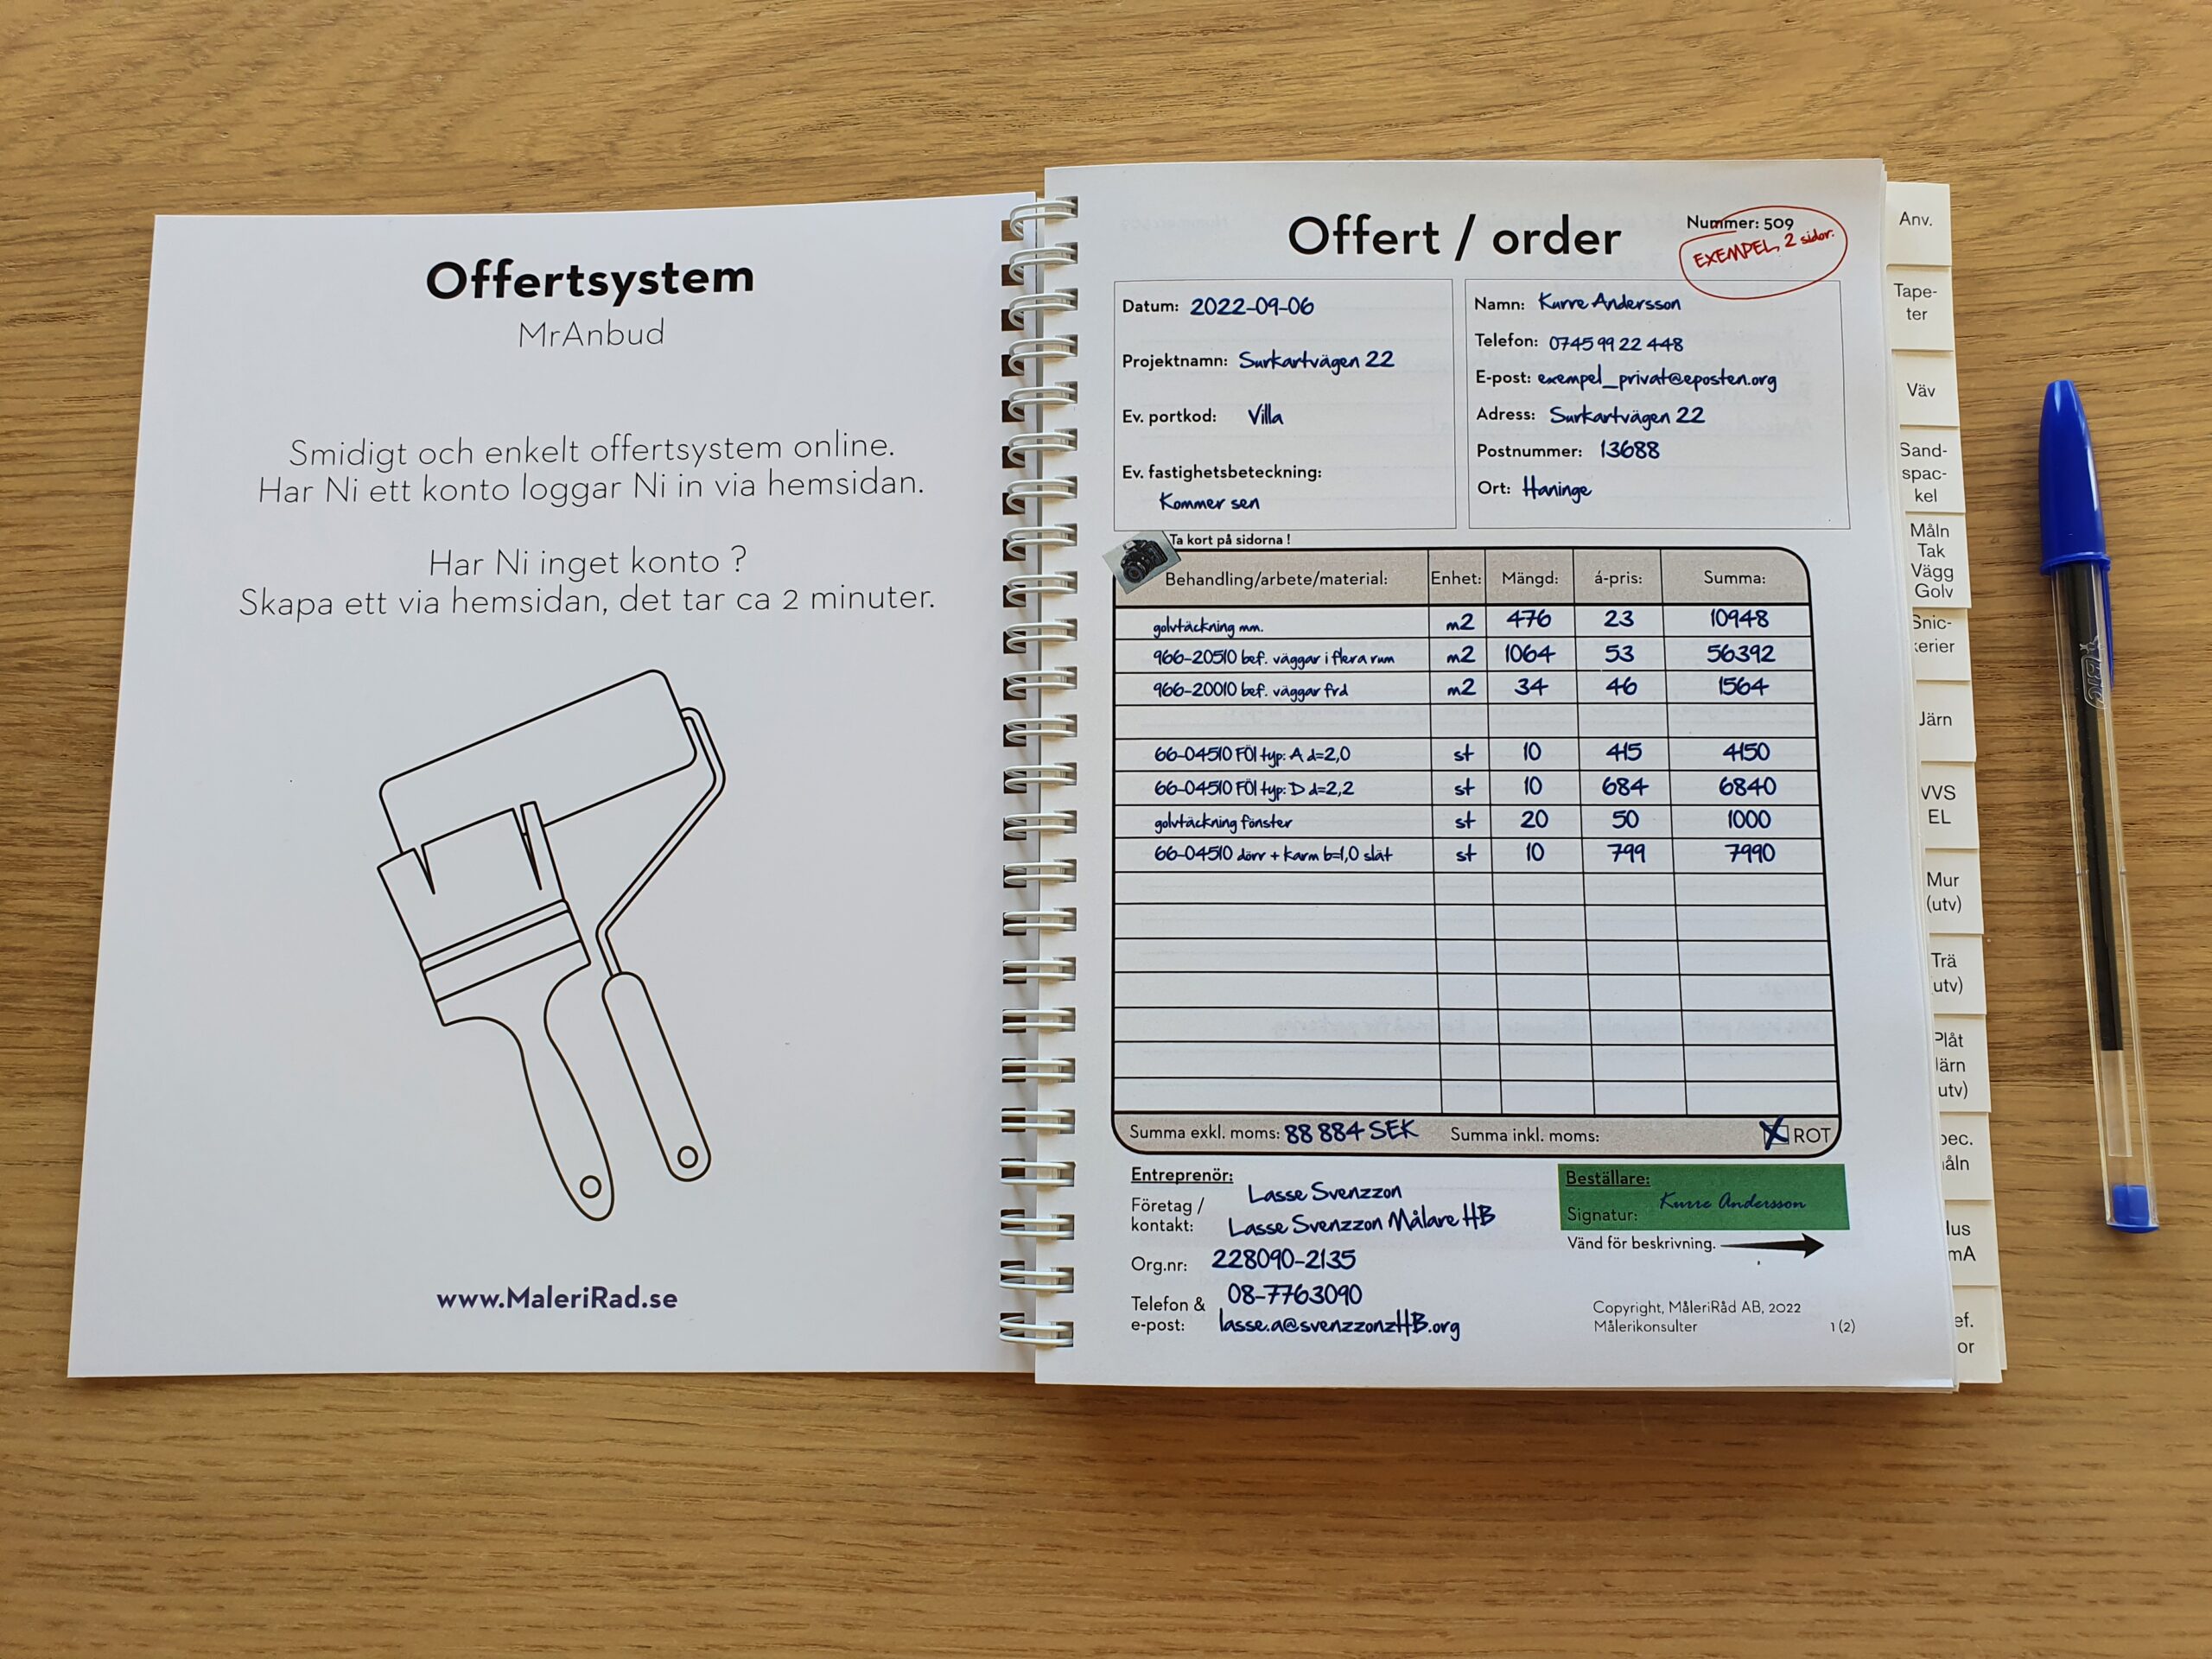 Offertsystem
MrAnbud
Smidigt och enkelt offertsystem online.
Har Ni ett konto loggar Ni in via hemsidan.
Har Ni inget konto ?
Skapa ett via hemsidan, det tar ca 2 minuter.
www.MaleriRad.se
Offert / order
Nummer: 509
EXEMPEL, 2 sidor.
Datum: 2022-09-06
Projektnamn: Surkartvägen 22
Ev. portkod: Villa
Ev. fastighetsbeteckning:
Kommer sen
Namn: Kurre Andersson
Telefon: 0745 99 22 448
E-post: exempel_privat@eposten.org
Adress: Surkartvägen 22
Postnummer: 13688
Ort: Haninge
Ta kort på sidorna !
Behandling/arbete/material: Enhet: Mängd: á-pris: Summa:
golvtäckning mm. m2 476 23 10948
966-20510 bef. väggar i flera rum m2 1064 53 56392
966-20010 bef. väggar frd m2 34 46 1564
66-04510 FÖI typ: A d=2,0 st 10 415 4150
66-04510 FÖI typ: D d=2,2 st 10 684 6840
golvtäckning fönster st 20 50 1000
66-04510 dörr + karm b=1,0 slät st 10 799 7990
Summa exkl. moms: 88 884 SEK Summa inkl. moms: X ROT
Entreprenör:
Företag / kontakt: Lasse Svenzzon
Lasse Svenzzon Målare HB
Org.nr: 228090-2135
Telefon & e-post: 08-7763090
lasse.a@svenzzonzHB.org
Beställare:
Signatur: Kurre Andersson
Vänd för beskrivning.
Copyright, MåleriRåd AB, 2022
Målerikonsulter
1 (2)
Anv.
Tape-
ter
Väv
Sand-
spac-
kel
Måln
Tak
Vägg
Golv
Snic-
kerier
Järn
VVS
EL
Mur
(utv)
Trä
utv)
Plåt
Järn
utv)
BIC